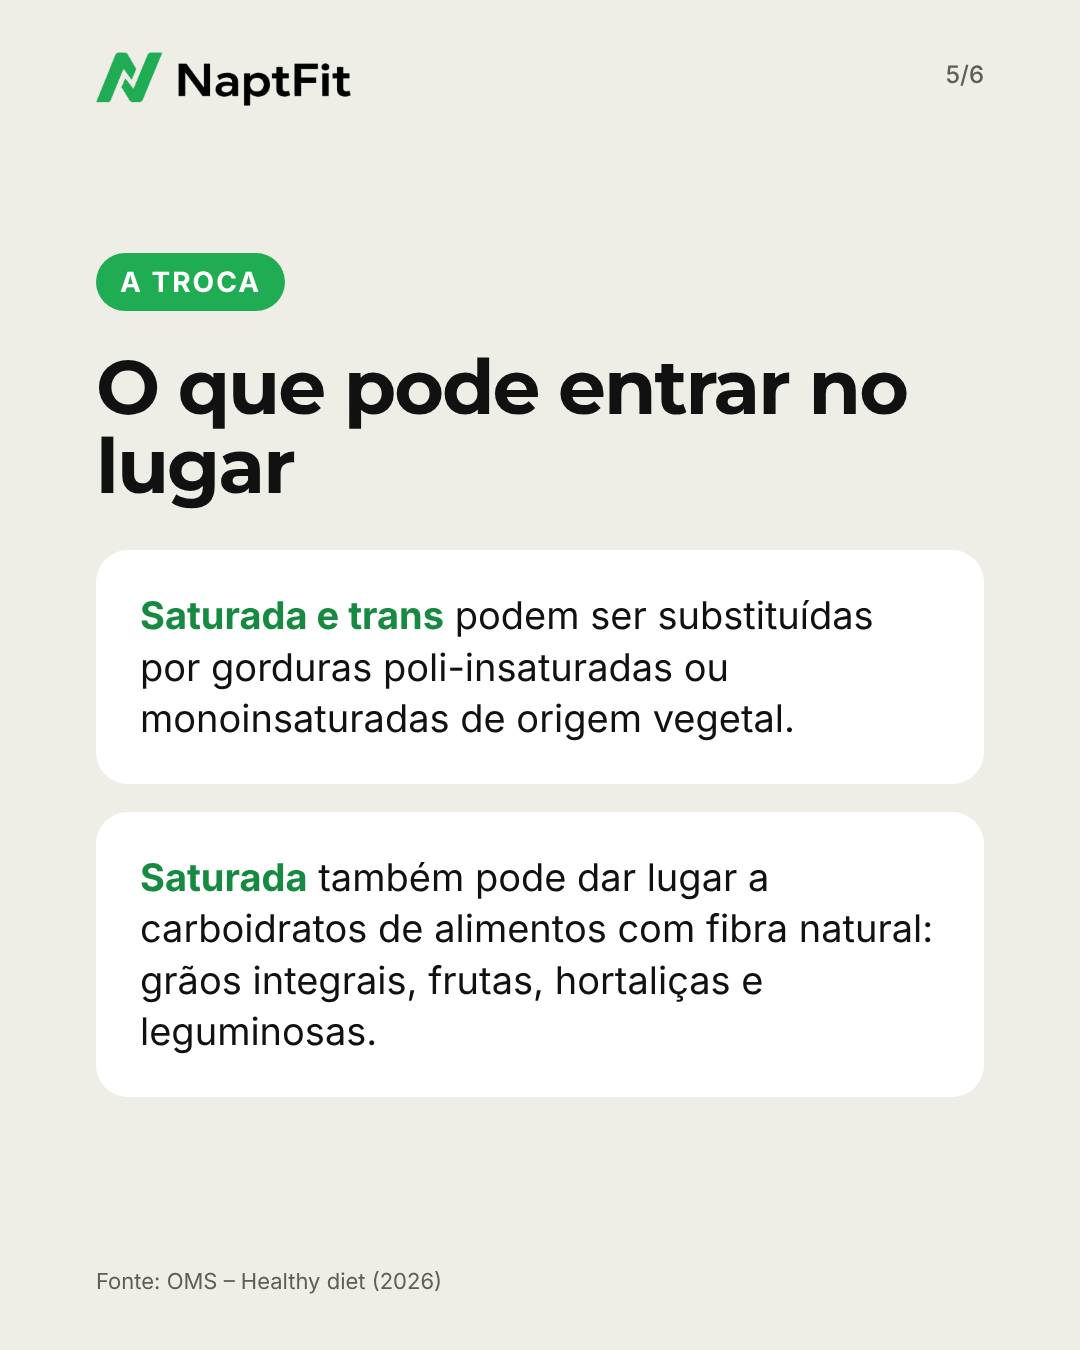 NaptFit
5/6
A TROCA
O que pode entrar no
lugar
Saturada e trans podem ser substituídas
por gorduras poli-insaturadas ou
monoinsaturadas de origem vegetal.
Saturada também pode dar lugar a
carboidratos de alimentos com fibra natural:
grãos integrais, frutas, hortaliças e
leguminosas.
Fonte: OMS – Healthy diet (2026)